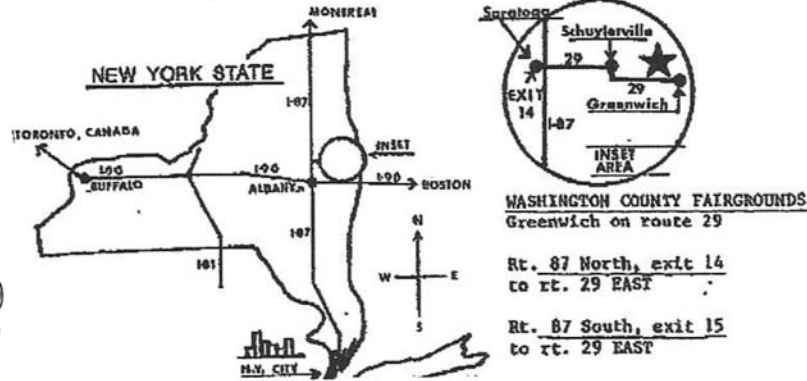 MONTREAL
NEW YORK STATE
I-87
TORONTO, CANADA
I-90
BUFFALO
I-90
ALBANY
INSET
I-90
BOSTON
I-87
I-81
N
W
E
S
N.Y. CITY
Saratoga
Schuylerville
29
EXIT
14
29
Greenwich
I-87
INSET
AREA
WASHINGTON COUNTY FAIRGROUNDS
Greenwich on route 29
Rt. 87 North, exit 14
to rt. 29 EAST
Rt. 87 South, exit 15
to rt. 29 EAST